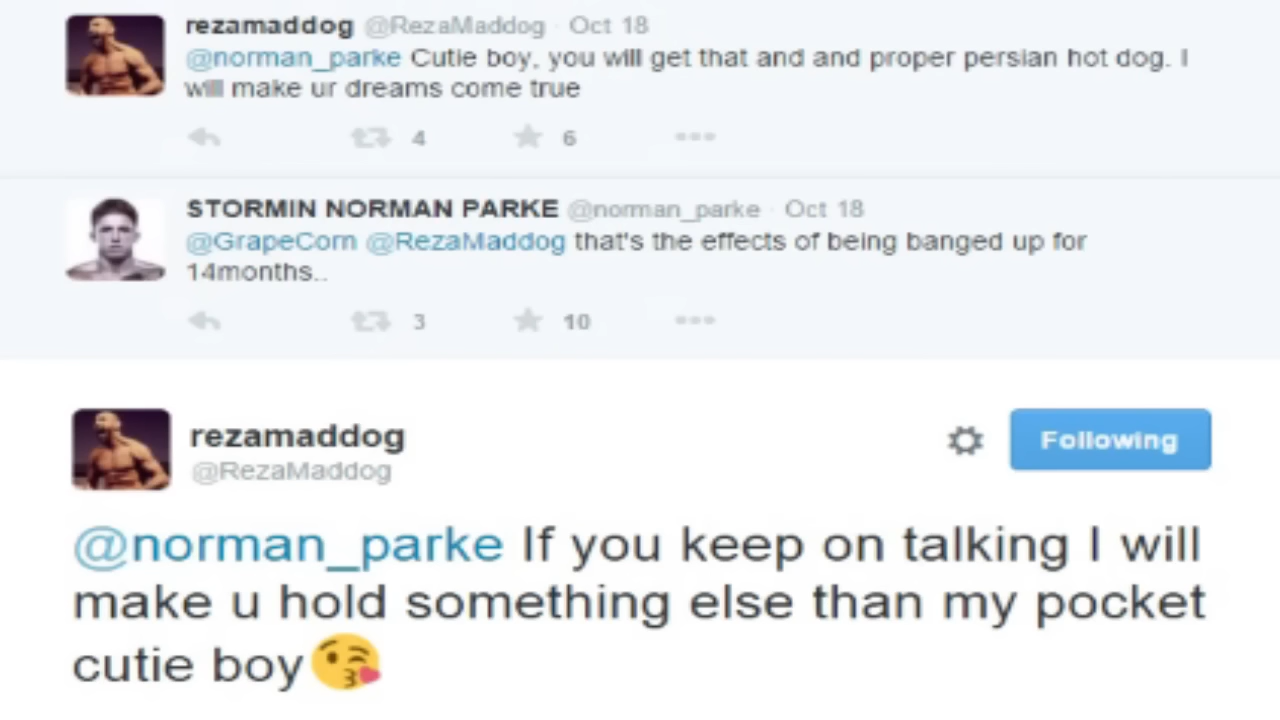 rezamaddog @RezaMaddog · Oct 18
@norman_parke Cutie boy, you will get that and and proper persian hot dog. I
will make ur dreams come true
4 6
STORMIN NORMAN PARKE @norman_parke · Oct 18
@GrapeCorn @RezaMaddog that's the effects of being banged up for
14months..
3 10
rezamaddog
@RezaMaddog
Following
@norman_parke If you keep on talking I will
make u hold something else than my pocket
cutie boy😘